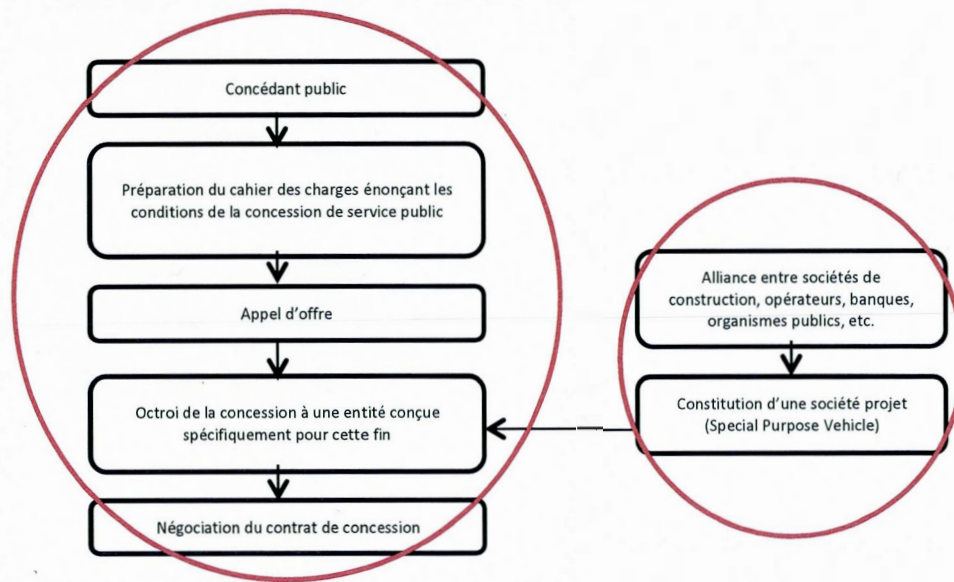 Concédant public
Préparation du cahier des charges énonçant les
conditions de la concession de service public
Appel d'offre
Octroi de la concession à une entité conçue
spécifiquement pour cette fin
Négociation du contrat de concession
Alliance entre sociétés de
construction, opérateurs, banques,
organismes publics, etc.
Constitution d'une société projet
(Special Purpose Vehicle)